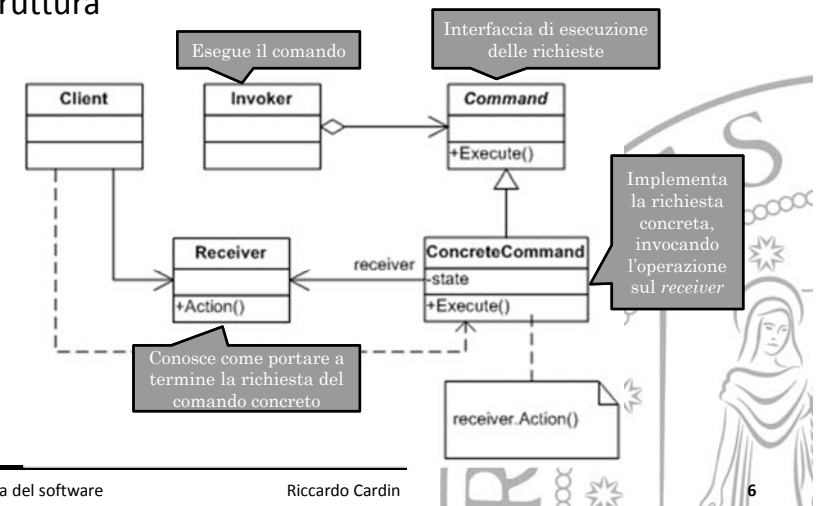 Esegue il comando
Interfaccia di esecuzione
delle richieste
Client
Invoker
Command
+Execute()
Implementa
la richiesta
concreta,
invocando
l'operazione
sul receiver
Receiver
+Action()
receiver
ConcreteCommand
-state
+Execute()
Conosce come portare a
termine la richiesta del
comando concreto
receiver.Action()
del software
Riccardo Cardin
6